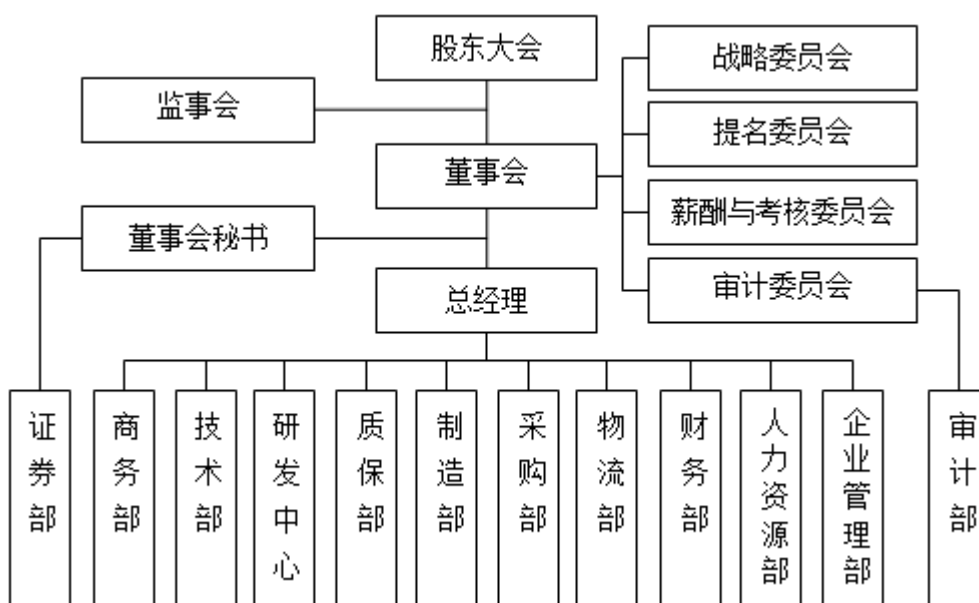 股东大会
战略委员会
监事会
提名委员会
董事会
薪酬与考核委员会
董事会秘书
总经理
审计委员会
证券部
商务部
技术部
研发中心
质保部
制造部
采购部
物流部
财务部
人力资源部
企业管理部
审计部